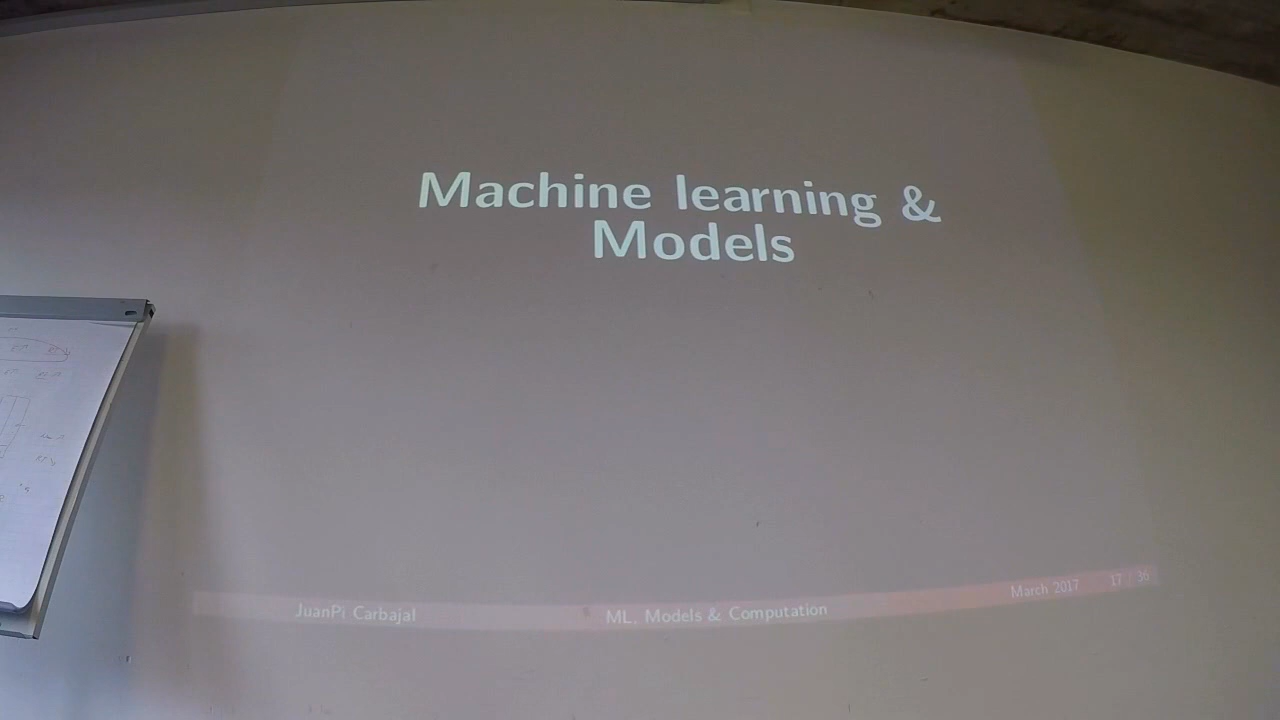 Machine learning &
Models
JuanPi Carbajal ML, Models & Computation March 2017 17 / 36